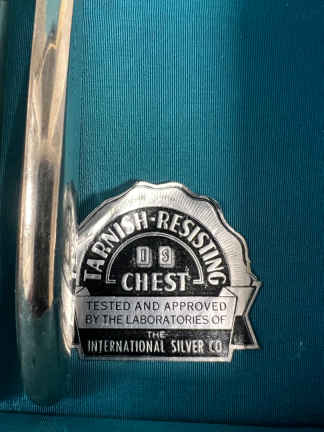 TARNISH-RESISTING
IS
CHEST
TESTED AND APPROVED
BY THE LABORATORIES OF
THE
INTERNATIONAL SILVER CO.